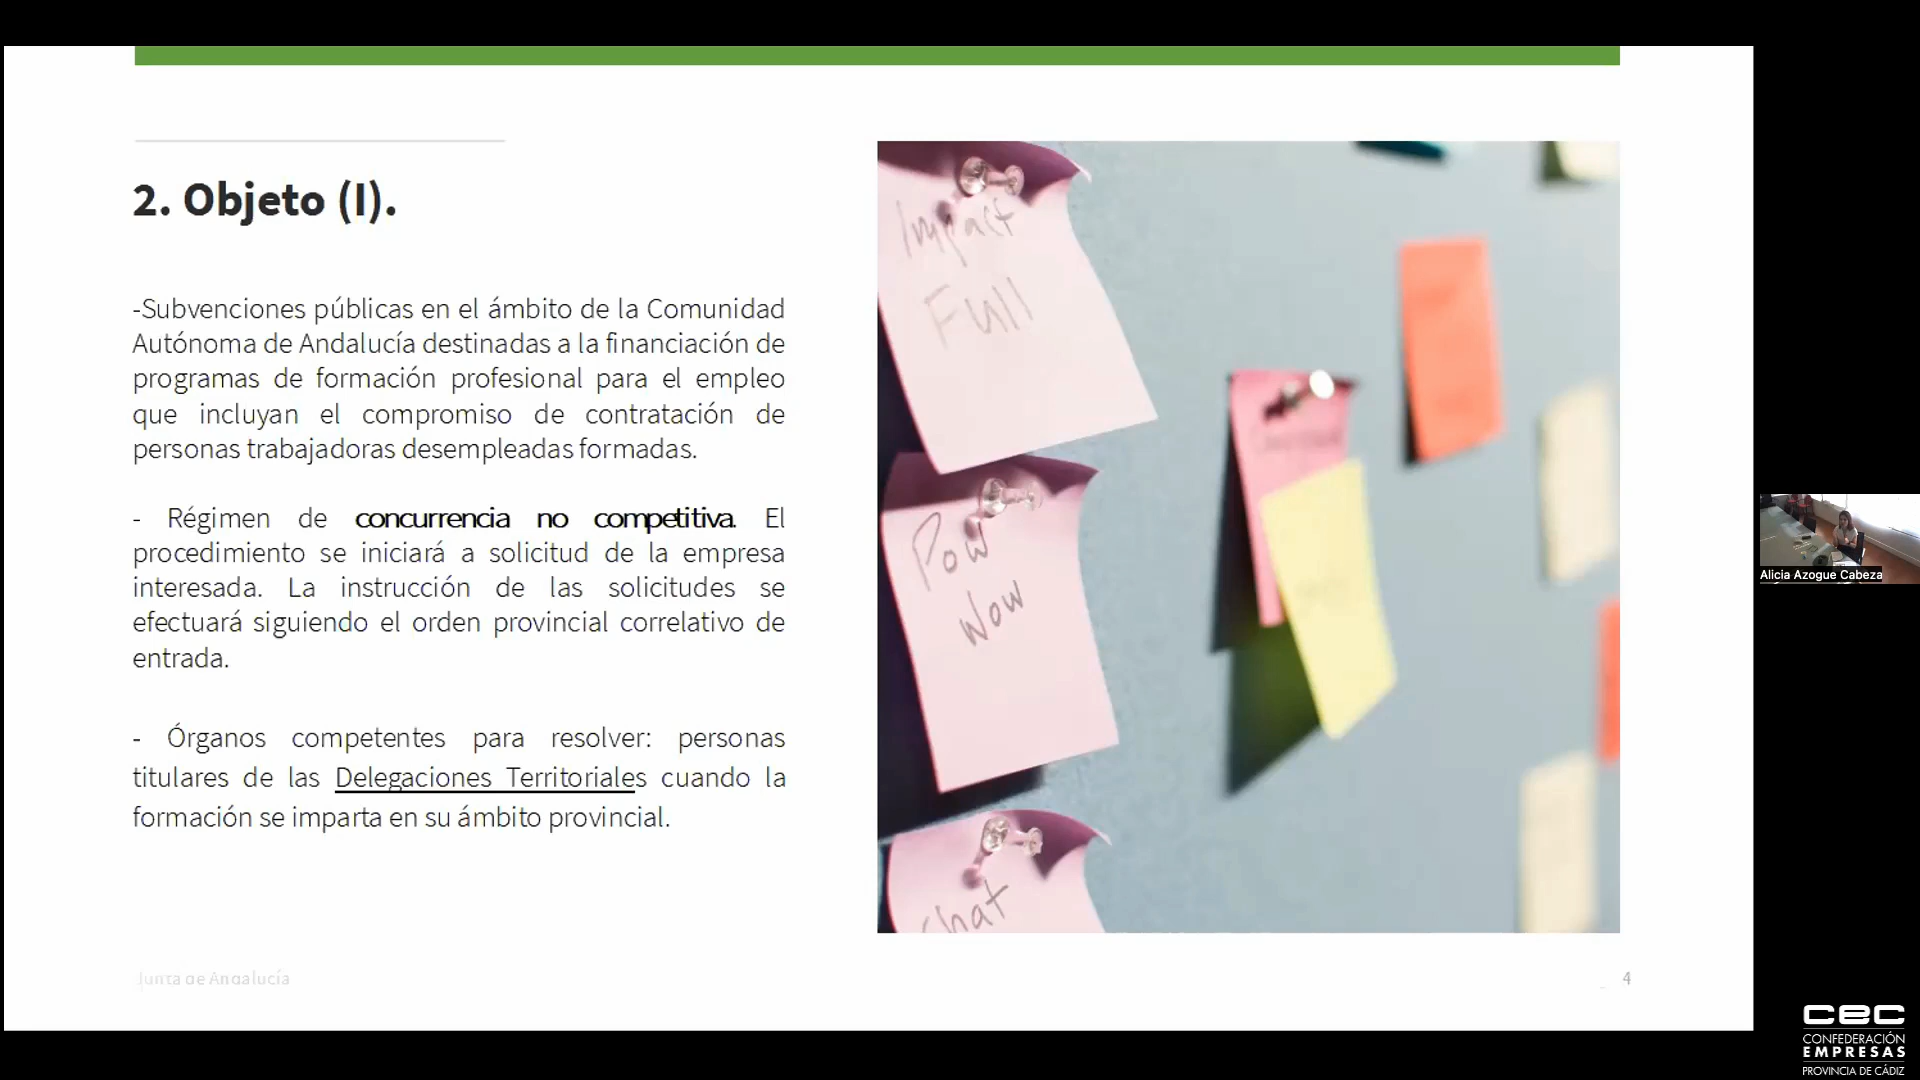 2. Objeto (I).
-Subvenciones públicas en el ámbito de la Comunidad
Autónoma de Andalucía destinadas a la financiación de
programas de formación profesional para el empleo
que incluyan el compromiso de contratación de
personas trabajadoras desempleadas formadas.
- Régimen de concurrencia no competitiva. El
procedimiento se iniciará a solicitud de la empresa
interesada. La instrucción de las solicitudes se
efectuará siguiendo el orden provincial correlativo de
entrada.
- Órganos competentes para resolver: personas
titulares de las Delegaciones Territoriales cuando la
formación se imparta en su ámbito provincial.
Junta de Andalucía
4
Impact
Full
Pow
Wow
Chat
Alicia Azogue Cabeza
cec
CONFEDERACIÓN
EMPRESAS
PROVINCIA DE CÁDIZ